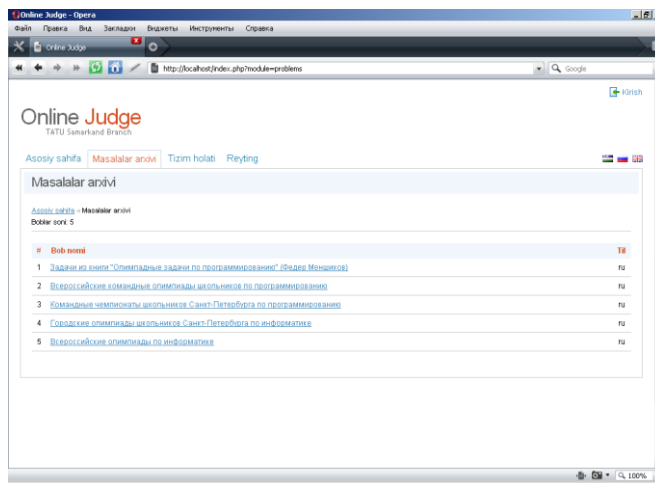 Online Judge - Opera
Файл Правка Вид Закладки Виджеты Инструменты Справка
Online Judge
http://localhost/index.php?module=problems
Google
Kirish
Online Judge
TATU Samarkand Branch
Asosiy sahifa Masalalar arxivi Tizim holati Reyting
Masalalar arxivi
Asosiy sahifa » Masalalar arxivi
Boblar soni: 5
# Bob nomi Til
1 Задачи из книги "Олимпадные задачи по программированию" (Федер Меншиков) ru
2 Всероссийские командные олимпиады школьников по программированию ru
3 Командные чемпионаты школьников Санкт-Петербурга по программированию ru
4 Городские олимпиады школьников Санкт-Петербурга по информатике ru
5 Всероссийские олимпиады по информатике ru
100%